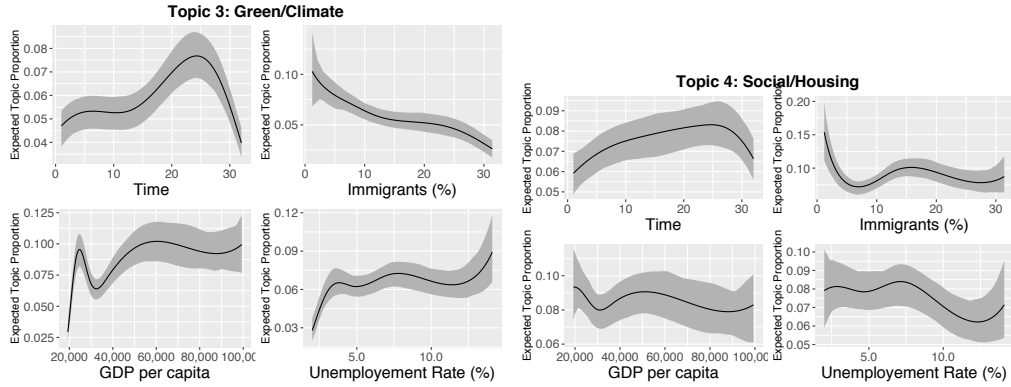 Topic 3: Green/Climate
Expected Topic Proportion
0.08
0.07
0.06
0.05
0.04
0 10 20 30
Time
Expected Topic Proportion
0.10
0.05
0 10 20 30
Immigrants (%)
Expected Topic Proportion
0.125
0.100
0.075
0.050
0.025
20,000 40,000 60,000 80,000 100,00
GDP per capita
Expected Topic Proportion
0.12
0.09
0.06
0.03
5.0 10.0
Unemployement Rate (%)
Topic 4: Social/Housing
Expected Topic Proportion
0.09
0.08
0.07
0.06
0.05
0 10 20 30
Time
Expected Topic Proportion
0.20
0.15
0.10
0 10 20 30
Immigrants (%)
Expected Topic Proportion
0.10
0.08
0.06
20,000 40,000 60,000 80,000 100,00
GDP per capita
Expected Topic Proportion
0.10
0.09
0.08
0.07
0.06
0.05
5.0 10.0
Unemployement Rate (%)